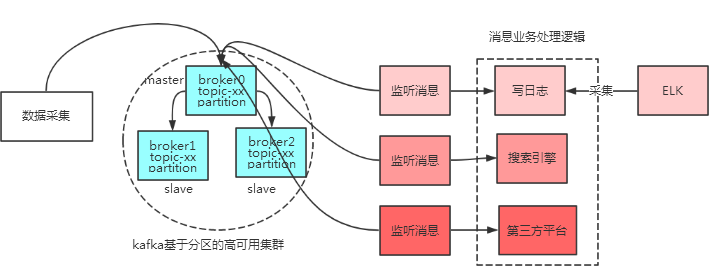 消息业务处理逻辑
master
broker0
topic-xx
partition
监听消息
写日志
采集
ELK
数据采集
broker1
topic-xx
partition
broker2
topic-xx
partition
监听消息
搜索引擎
slave
slave
监听消息
第三方平台
kafka基于分区的高可用集群